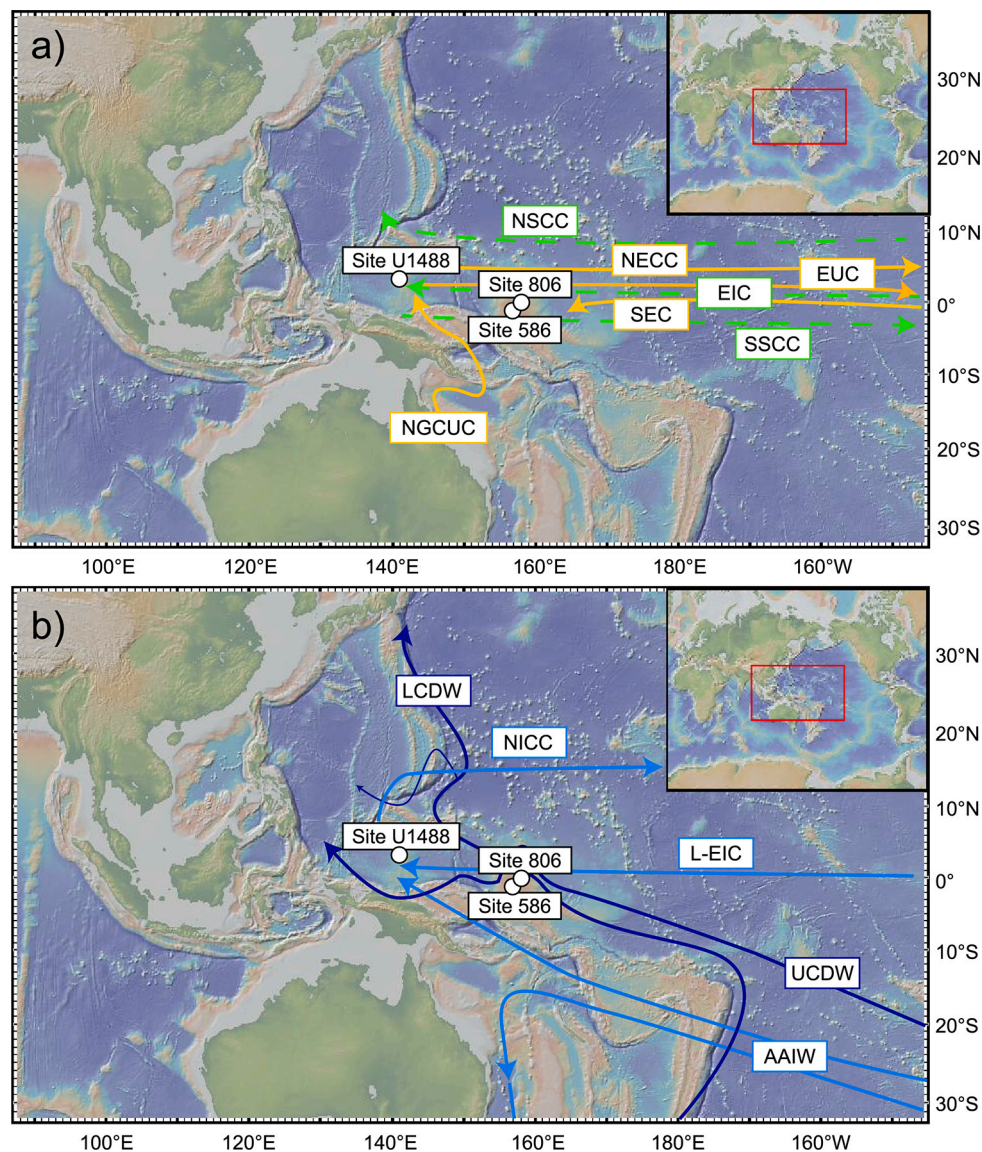 a)
30°N
20°N
NSCC
10°N
Site U1488
NECC
EUC
Site 806
EIC
0°
SEC
Site 586
SSCC
10°S
NGCUC
20°S
30°S
100°E 120°E 140°E 160°E 180°E 160°W
b)
30°N
LCDW
NICC
20°N
10°N
Site U1488
L-EIC
Site 806
0°
Site 586
10°S
UCDW
20°S
AAIW
30°S
100°E 120°E 140°E 160°E 180°E 160°W